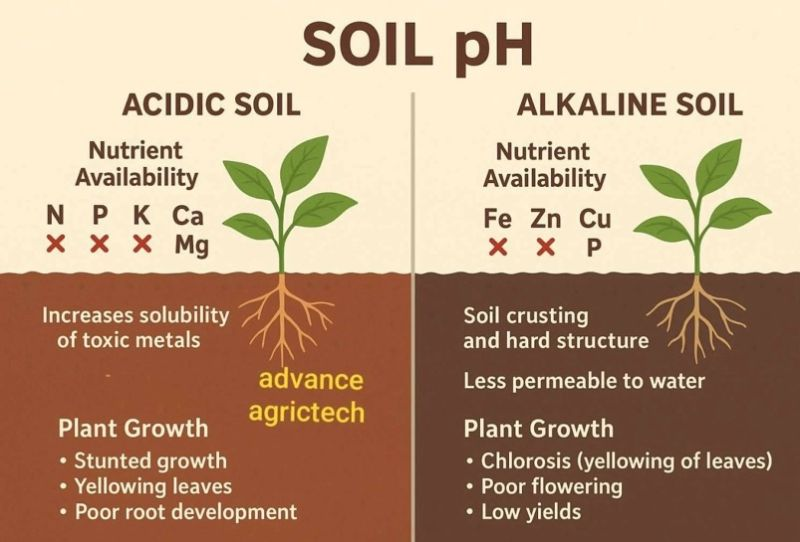 SOIL pH
ACIDIC SOIL
Nutrient
Availability
N P K Ca
✕ ✕ ✕ Mg
Increases solubility
of toxic metals
advance
agrictech
Plant Growth
• Stunted growth
• Yellowing leaves
• Poor root development
ALKALINE SOIL
Nutrient
Availability
Fe Zn Cu
✕ ✕ P
Soil crusting
and hard structure
Less permeable to water
Plant Growth
• Chlorosis (yellowing of leaves)
• Poor flowering
• Low yields